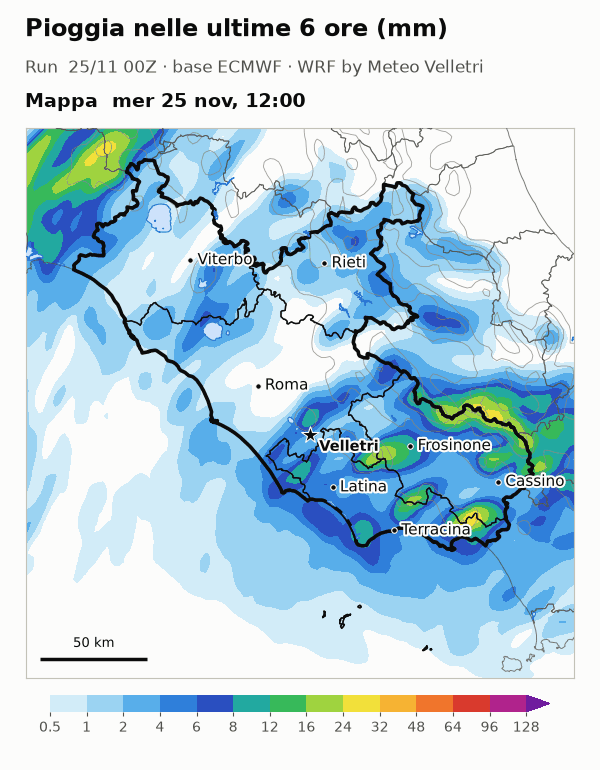 Pioggia nelle ultime 6 ore (mm)
Run  25/11 00Z · base ECMWF · WRF by Meteo Velletri
Mappa  mer 25 nov, 12:00
Viterbo
Rieti
Roma
Velletri
Frosinone
Cassino
Latina
Terracina
50 km
0.5 1 2 4 6 8 12 16 24 32 48 64 96 128